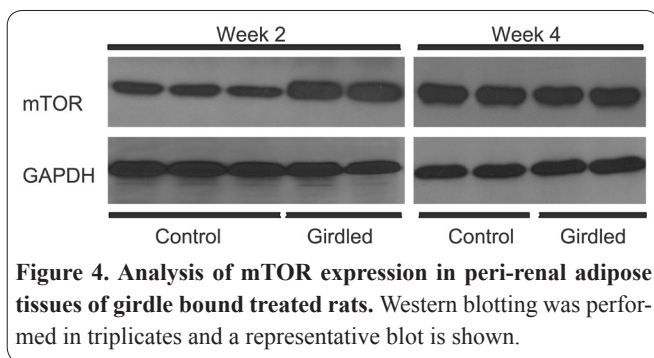 Week 2 Week 4
mTOR
GAPDH
Control Girdled Control Girdled
Figure 4. Analysis of mTOR expression in peri-renal adipose
tissues of girdle bound treated rats. Western blotting was perfor-
med in triplicates and a representative blot is shown.